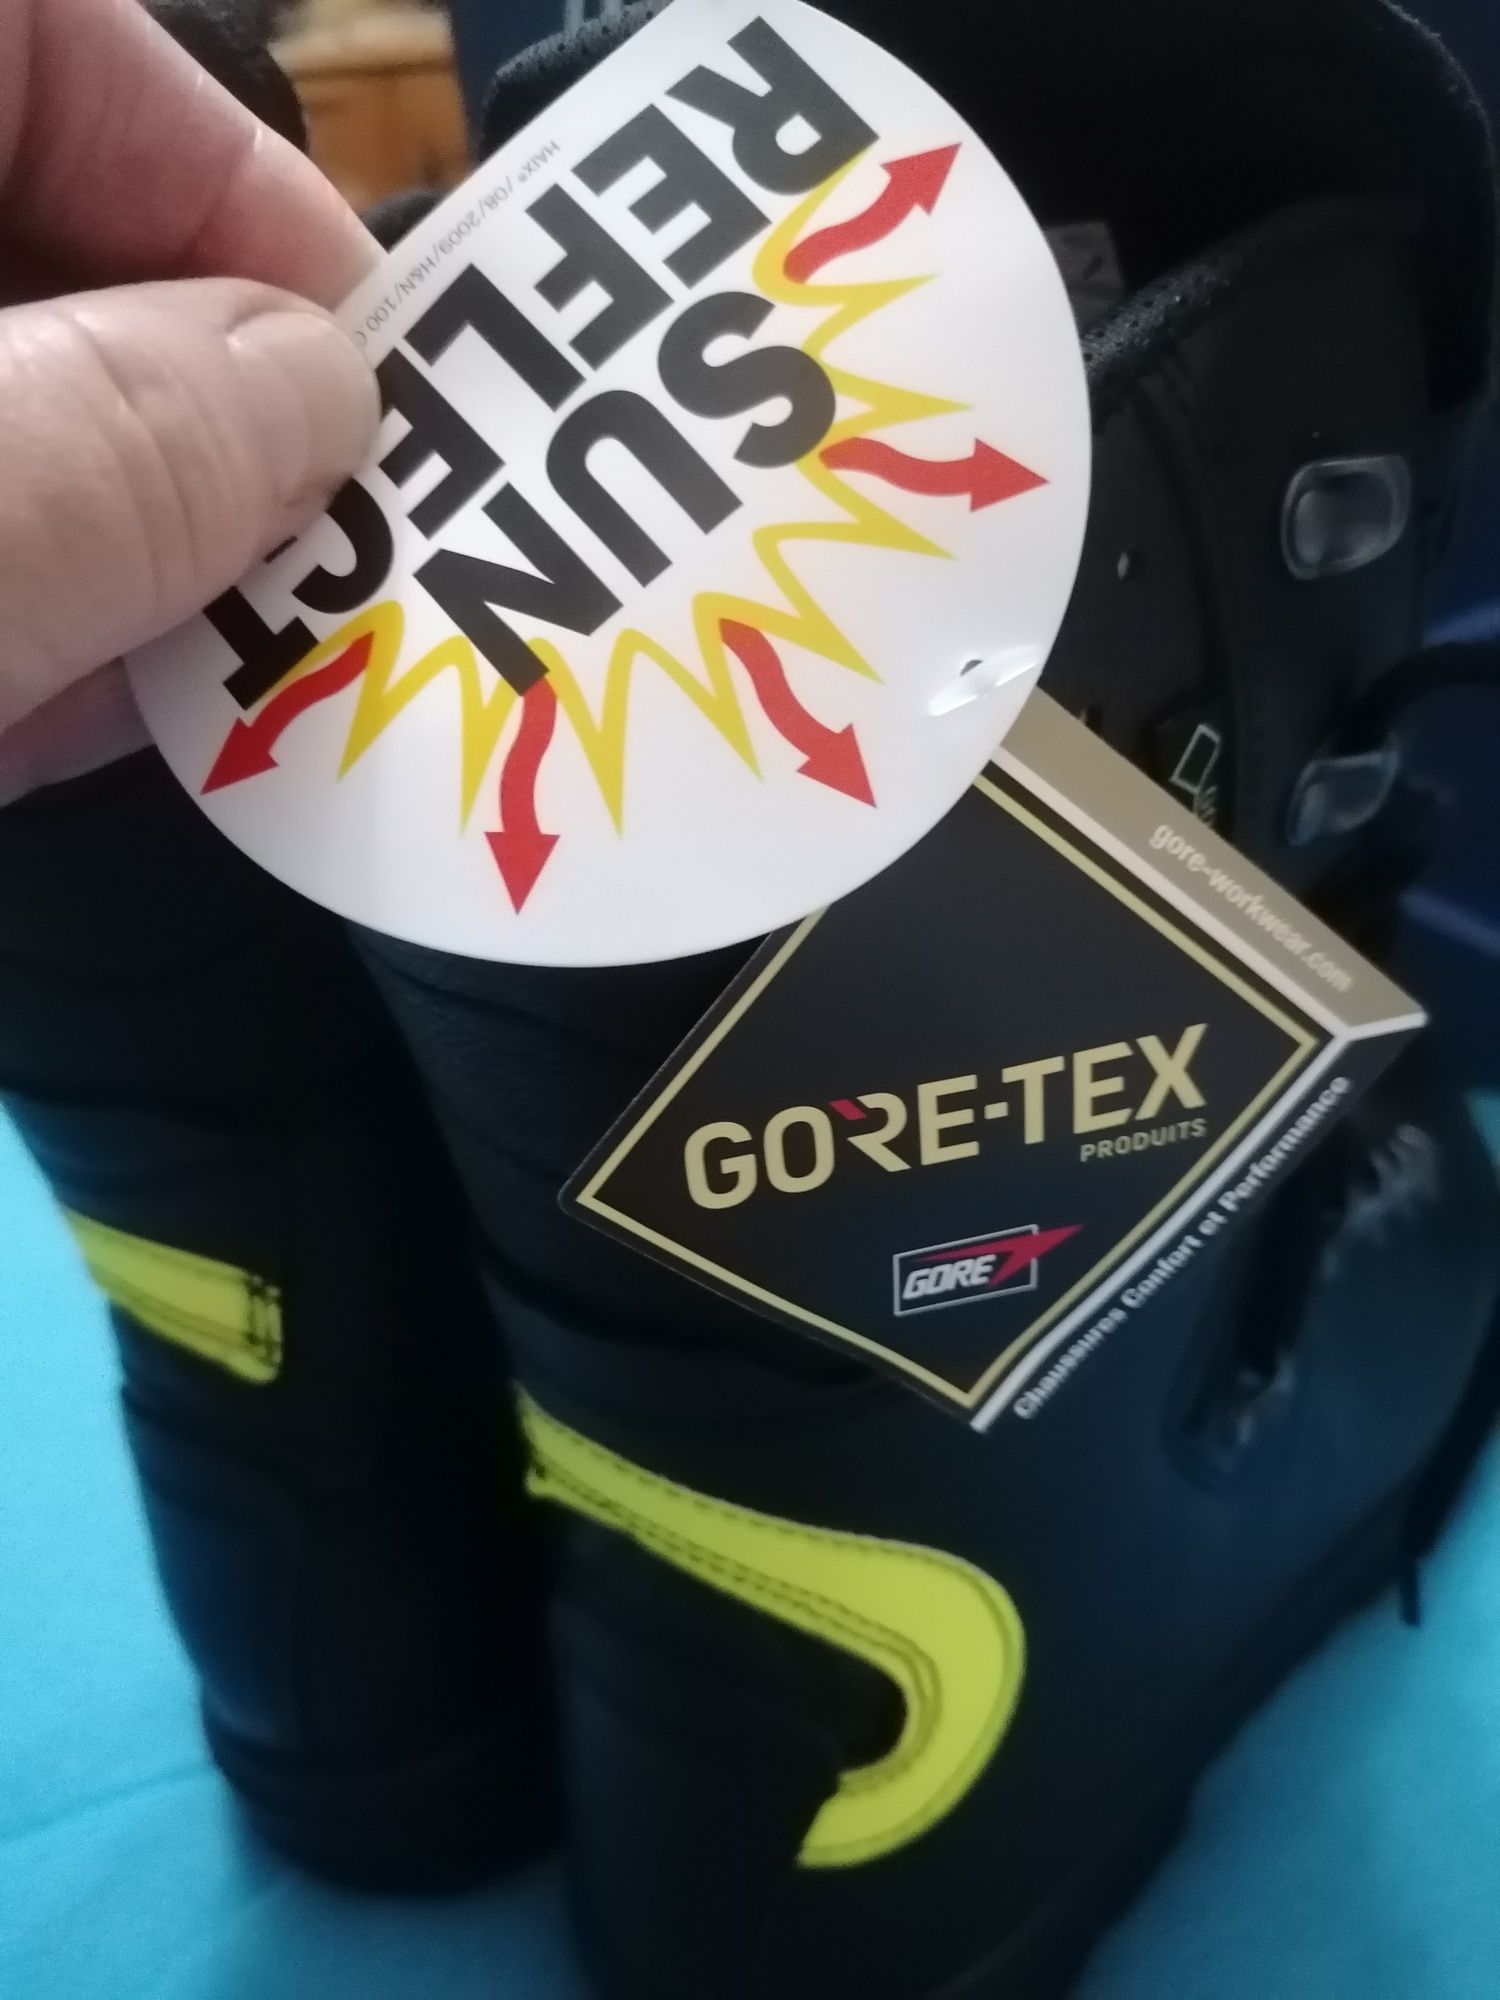 SUN
REFLECT
HAIX® /08/2009/H&N/100
gore-workwear.com
GORE-TEX
PRODUITS
GORE
Chaussures Confort et Performance